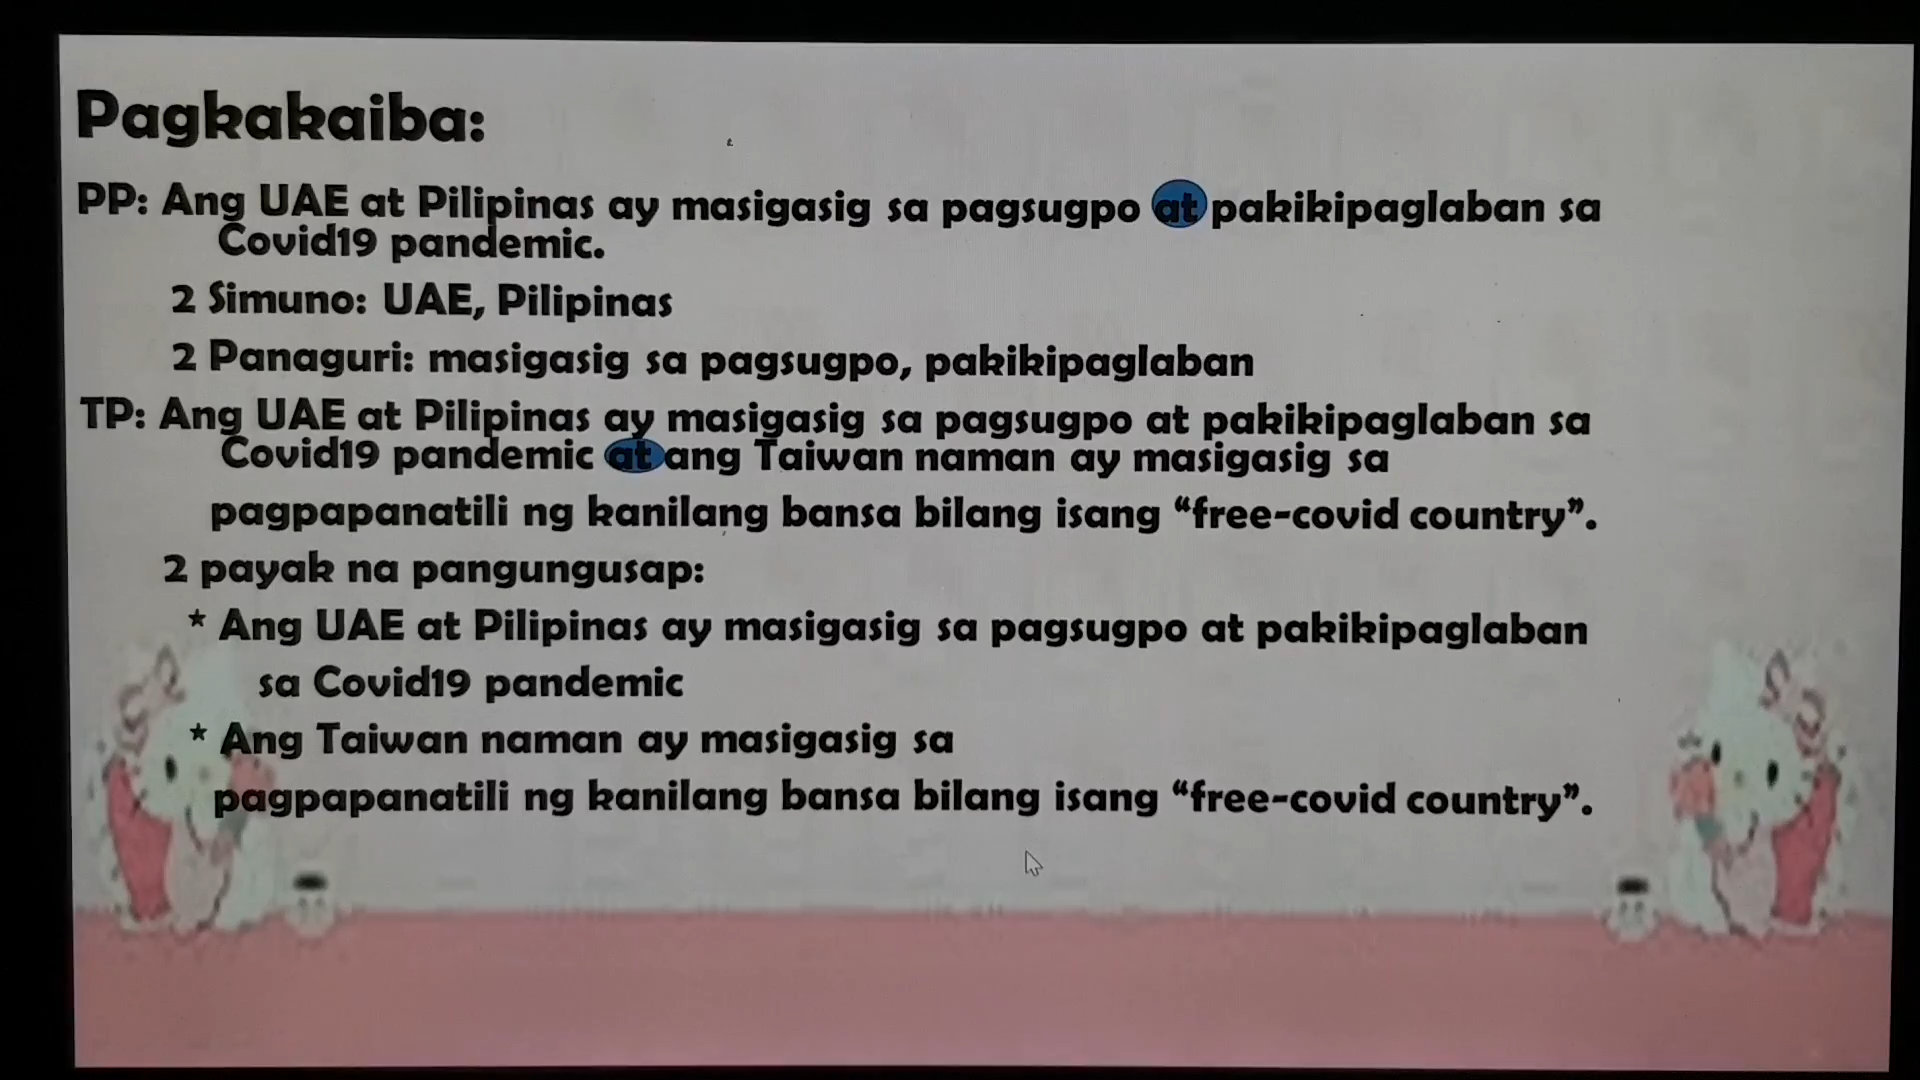 Pagkakaiba:
PP: Ang UAE at Pilipinas ay masigasig sa pagsugpo at pakikipaglaban sa
Covid19 pandemic.
2 Simuno: UAE, Pilipinas
2 Panaguri: masigasig sa pagsugpo, pakikipaglaban
TP: Ang UAE at Pilipinas ay masigasig sa pagsugpo at pakikipaglaban sa
Covid19 pandemic at ang Taiwan naman ay masigasig sa
pagpapanatili ng kanilang bansa bilang isang “free-covid country”.
2 payak na pangungusap:
* Ang UAE at Pilipinas ay masigasig sa pagsugpo at pakikipaglaban
sa Covid19 pandemic
* Ang Taiwan naman ay masigasig sa
pagpapanatili ng kanilang bansa bilang isang “free-covid country”.